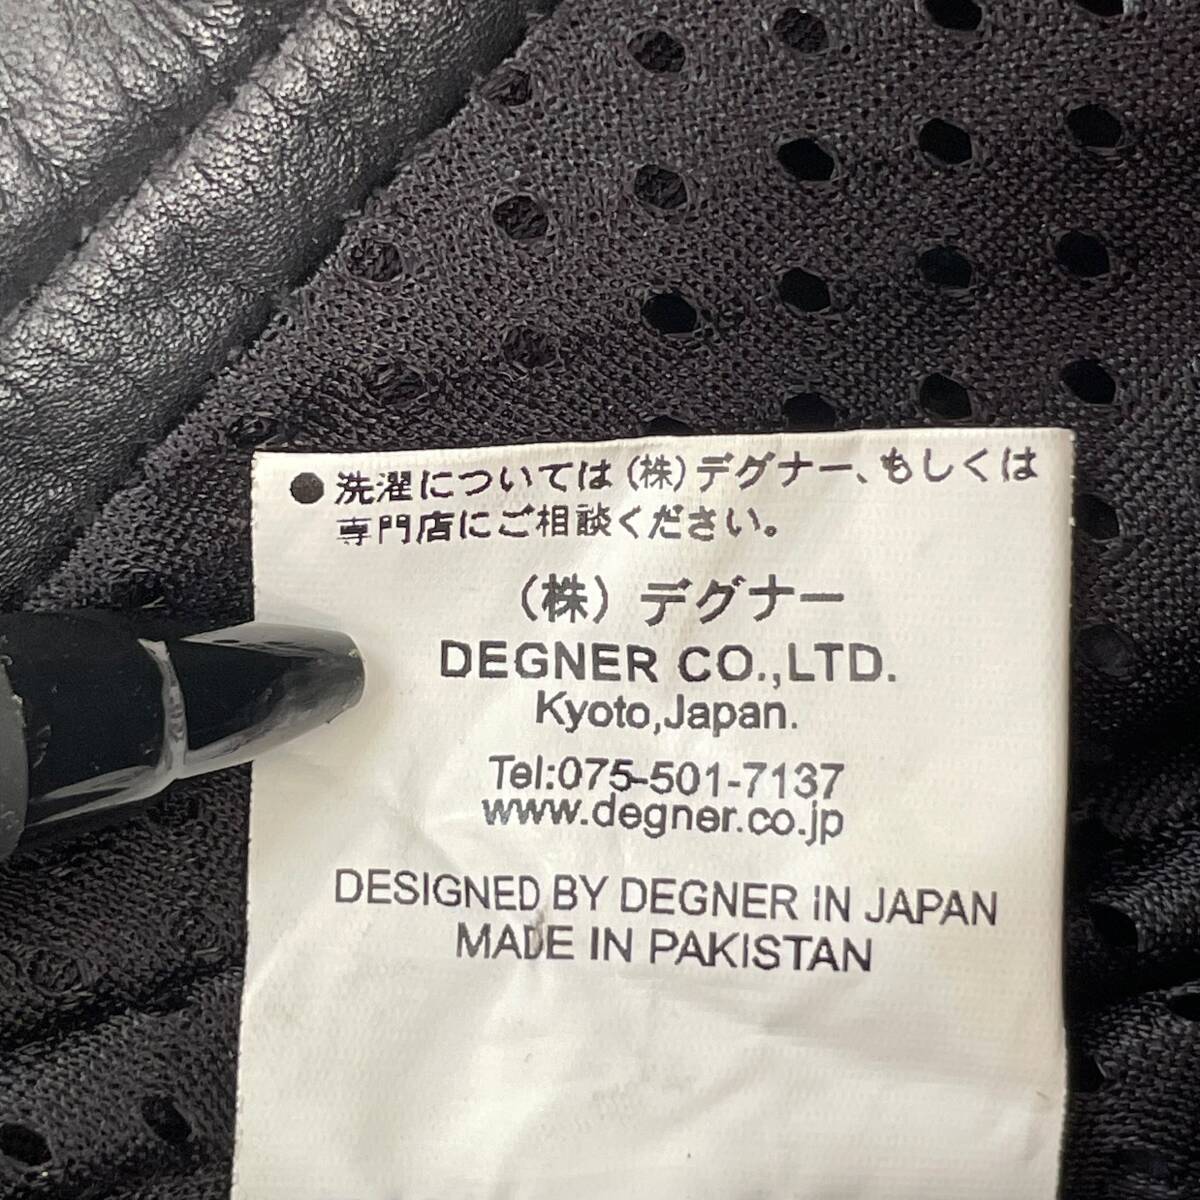 ●洗濯については(株)デグナー、もしくは
専門店にご相談ください。
(株) デグナー
DEGNER CO.,LTD.
Kyoto,Japan.
Tel:075-501-7137
www.degner.co.jp
DESIGNED BY DEGNER IN JAPAN
MADE IN PAKISTAN